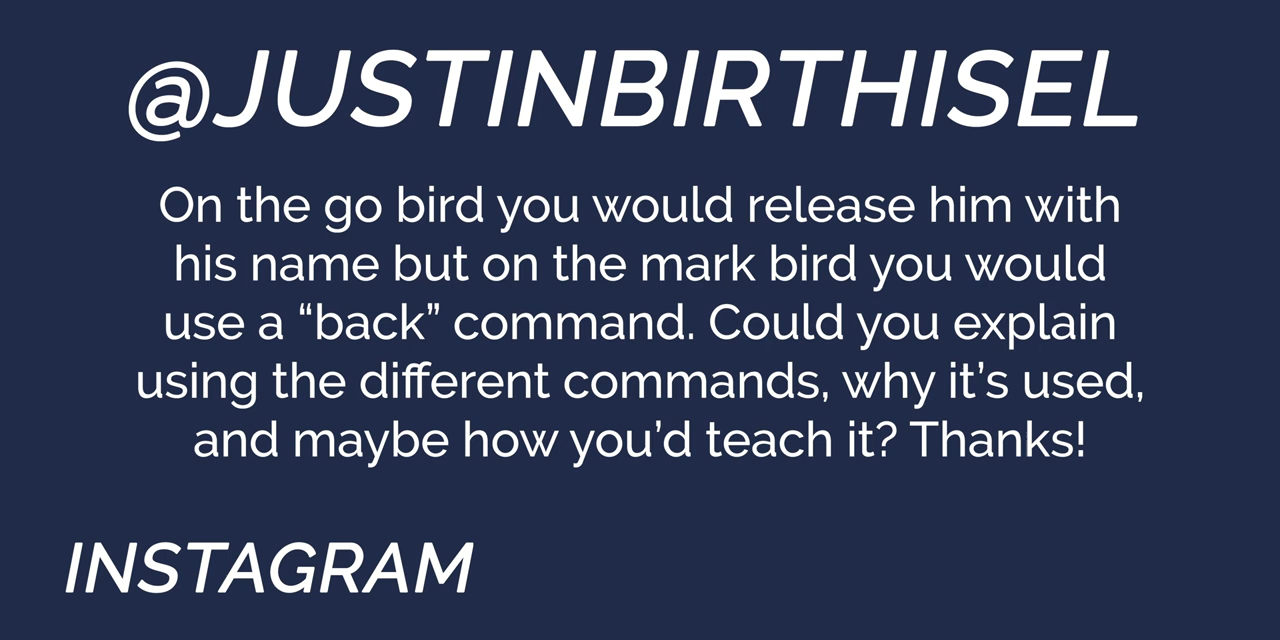 @JUSTINBIRTHISEL
On the go bird you would release him with
his name but on the mark bird you would
use a “back” command. Could you explain
using the different commands, why it’s used,
and maybe how you’d teach it? Thanks!
INSTAGRAM